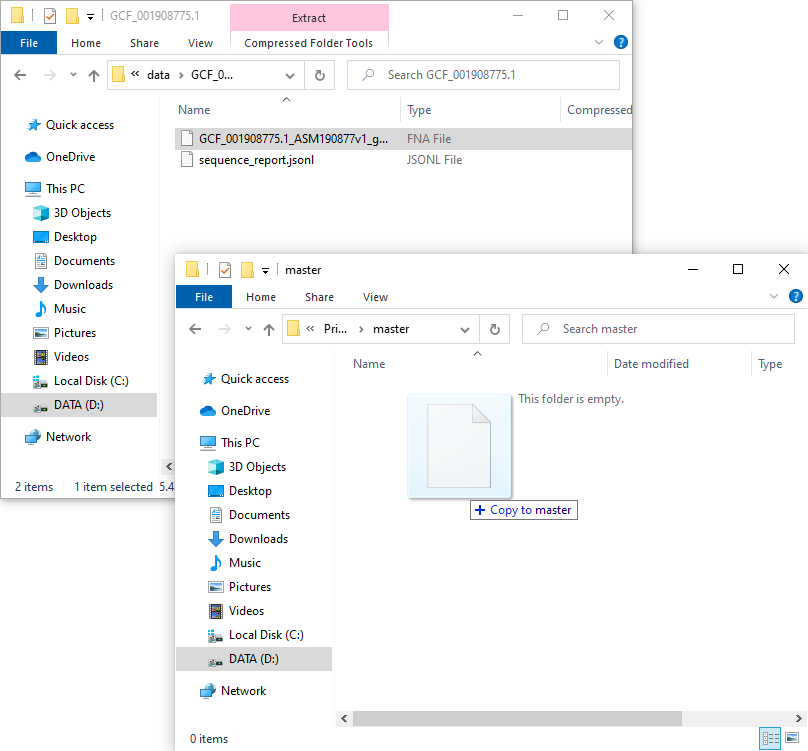 GCF_001908775.1
Extract
File
Home
Share
View
Compressed Folder Tools
« data > GCF_0...
Search GCF_001908775.1
Name
Type
Compressed
Quick access
OneDrive
This PC
3D Objects
Desktop
Documents
Downloads
Music
Pictures
Videos
Local Disk (C:)
DATA (D:)
Network
GCF_001908775.1_ASM190877v1_g... FNA File
sequence_report.jsonl JSONL File
2 items 1 item selected 5.4
master
File
Home
Share
View
« Pri... > master
Search master
Name
Date modified
Type
Quick access
OneDrive
This PC
3D Objects
Desktop
Documents
Downloads
Music
Pictures
Videos
Local Disk (C:)
DATA (D:)
Network
This folder is empty.
+ Copy to master
0 items